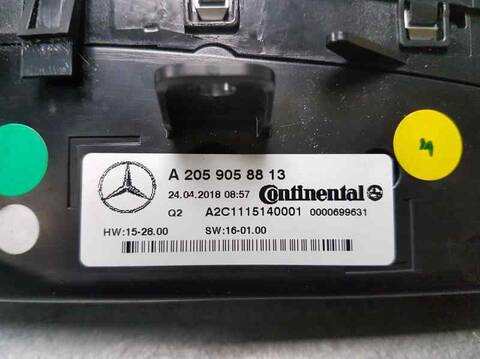 A 205 905 88 13
24.04.2018 08:57 Continental
Q2 A2C1115140001 0000699631
HW:15-28.00 SW:16-01.00